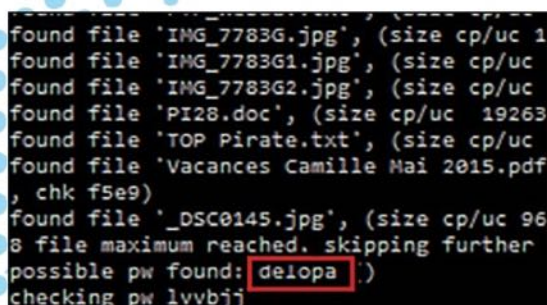 found file 'IMG_7783G.jpg', (size cp/uc 1
found file 'IMG_7783G1.jpg', (size cp/uc
found file 'IMG_7783G2.jpg', (size cp/uc
found file 'PI28.doc', (size cp/uc 19263
found file 'TOP Pirate.txt', (size cp/uc
found file 'Vacances Camille Mai 2015.pdf
, chk f5e9)
found file '_DSC0145.jpg', (size cp/uc 96
8 file maximum reached. skipping further
possible pw found: delopa ()
checking pw lvvbjj